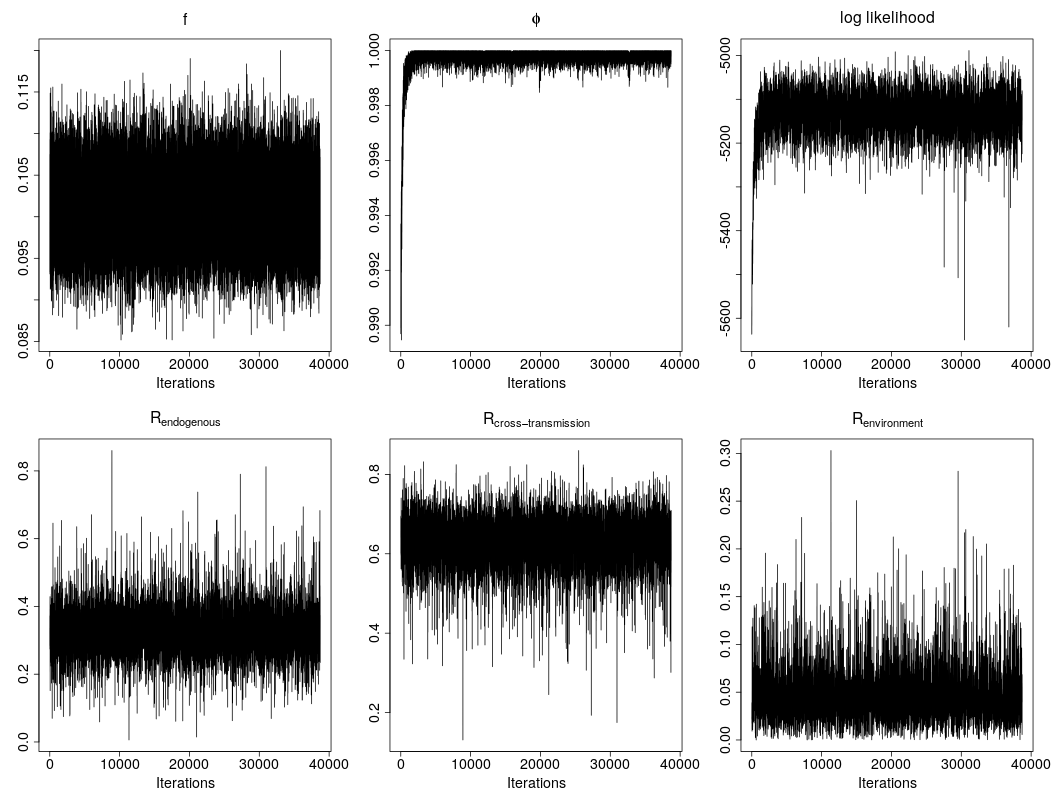 f
0.085 0.095 0.105 0.115
0 10000 20000 30000 40000
Iterations
ϕ
0.990 0.992 0.994 0.996 0.998 1.000
0 10000 20000 30000 40000
Iterations
log likelihood
-5600 -5400 -5200 -5000
0 10000 20000 30000 40000
Iterations
Rendogenous
0.0 0.2 0.4 0.6 0.8
0 10000 20000 30000 40000
Iterations
Rcross−transmission
0.2 0.4 0.6 0.8
0 10000 20000 30000 40000
Iterations
Renvironment
0.00 0.05 0.10 0.15 0.20 0.25 0.30
0 10000 20000 30000 40000
Iterations